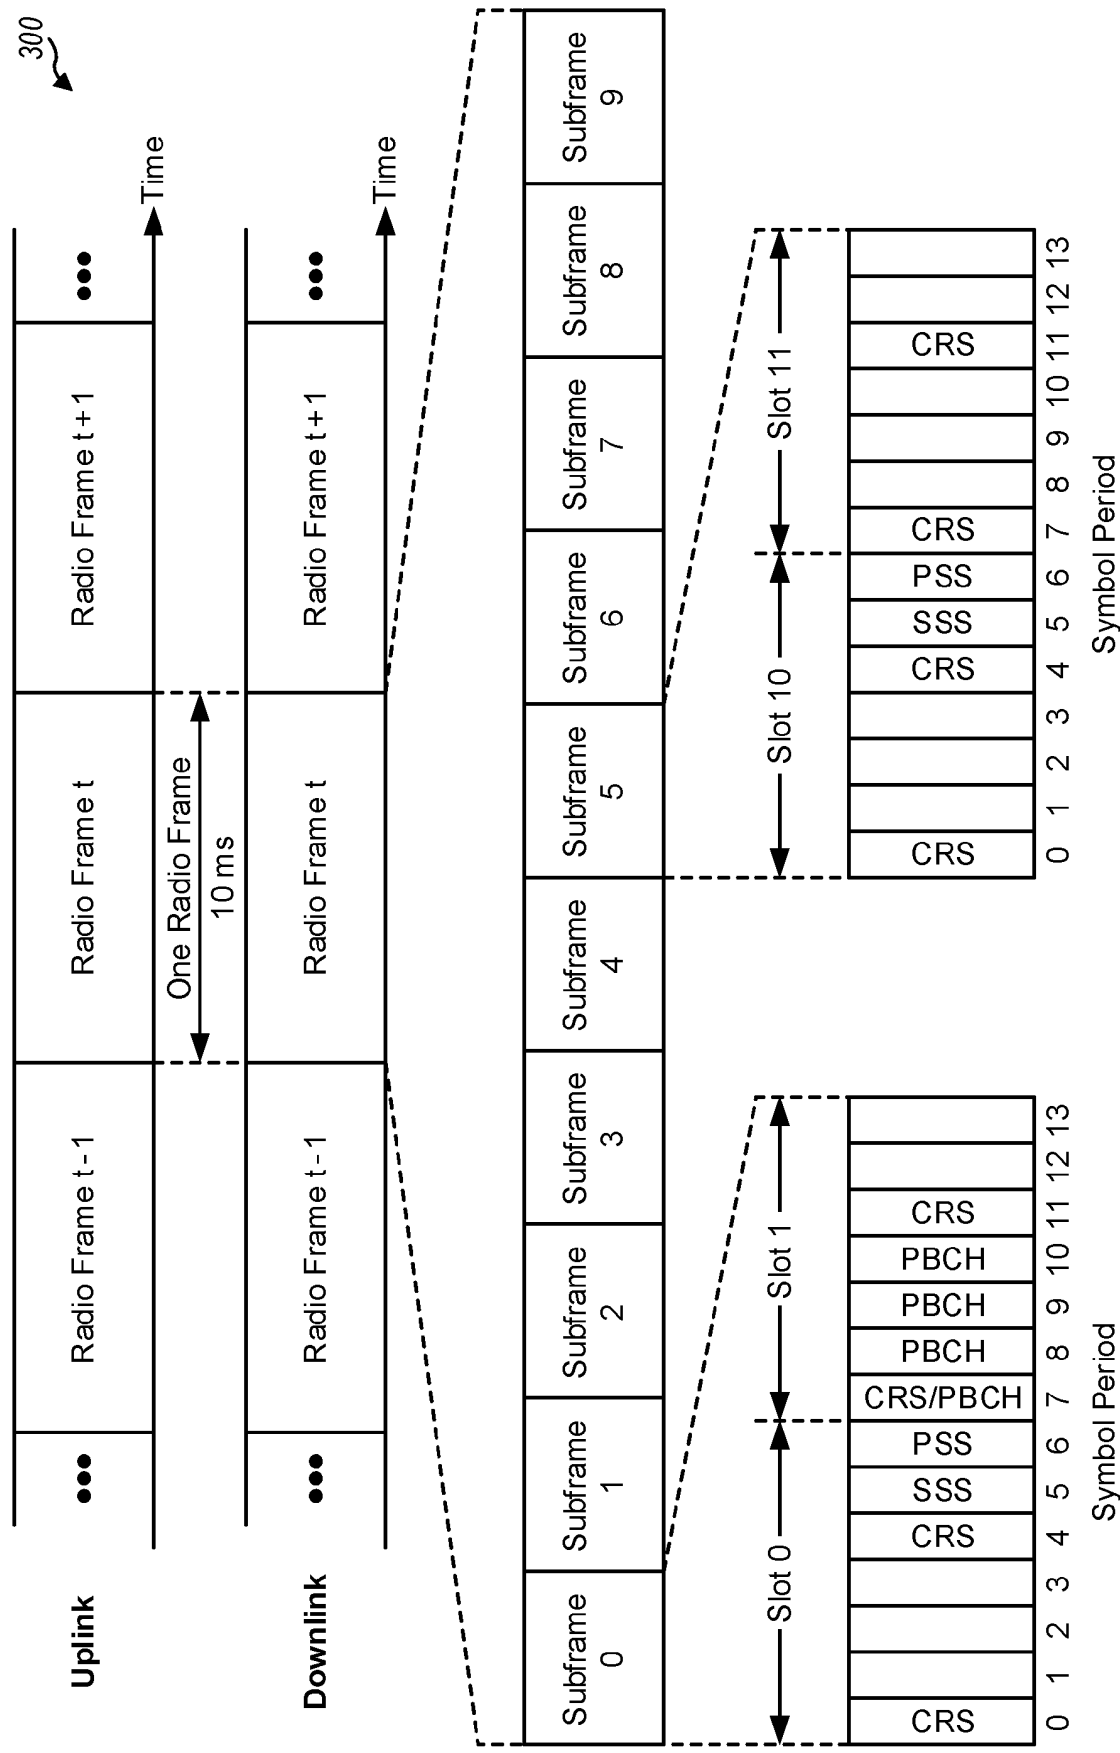 300
Uplink
Radio Frame t-1
Radio Frame t
Radio Frame t+1
Time
One Radio Frame
10 ms
Downlink
Radio Frame t-1
Radio Frame t
Radio Frame t+1
Time
Subframe
0
Subframe
1
Subframe
2
Subframe
3
Subframe
4
Subframe
5
Subframe
6
Subframe
7
Subframe
8
Subframe
9
Slot 0
Slot 1
CRS
CRS
SSS
PSS
CRS/PBCH
PBCH
PBCH
PBCH
CRS
0 1 2 3 4 5 6 7 8 9 10 11 12 13
Symbol Period
Slot 10
Slot 11
CRS
CRS
SSS
PSS
CRS
CRS
0 1 2 3 4 5 6 7 8 9 10 11 12 13
Symbol Period